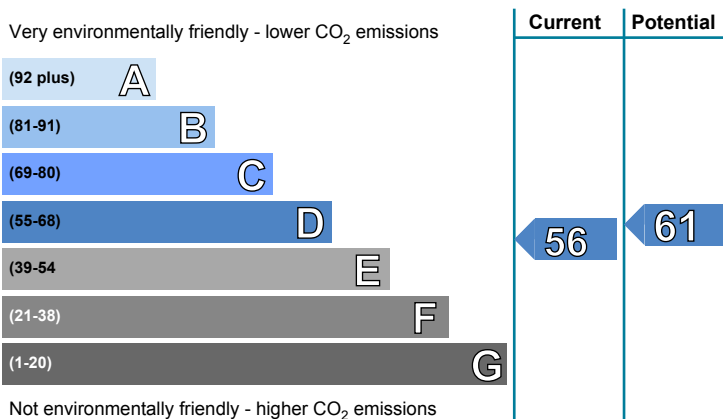 Current Potential
Very environmentally friendly - lower CO2 emissions
(92 plus) A
(81-91) B
(69-80) C
(55-68) D
56 61
(39-54 E
(21-38) F
(1-20) G
Not environmentally friendly - higher CO2 emissions